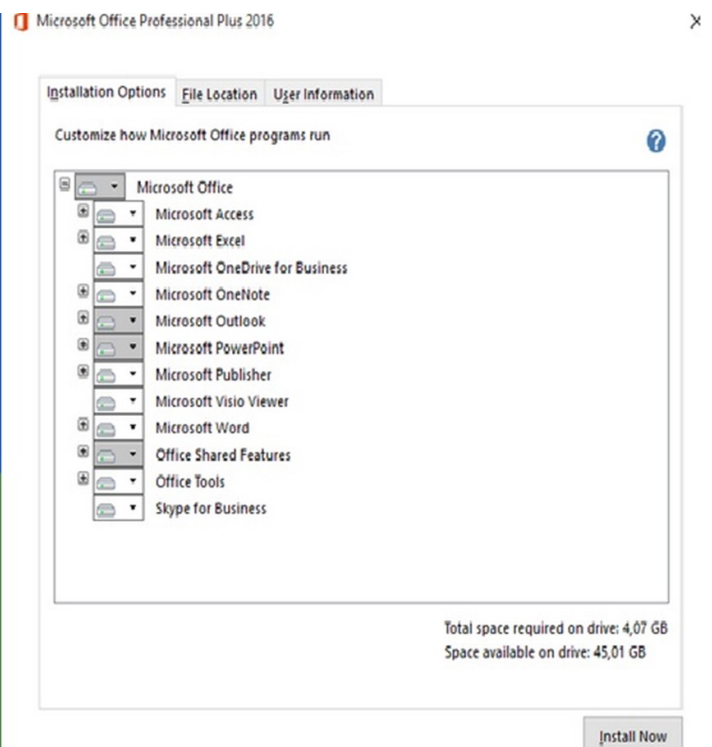 Microsoft Office Professional Plus 2016
Installation Options File Location User Information
Customize how Microsoft Office programs run
Microsoft Office
Microsoft Access
Microsoft Excel
Microsoft OneDrive for Business
Microsoft OneNote
Microsoft Outlook
Microsoft PowerPoint
Microsoft Publisher
Microsoft Visio Viewer
Microsoft Word
Office Shared Features
Office Tools
Skype for Business
Total space required on drive: 4,07 GB
Space available on drive: 45,01 GB
Install Now